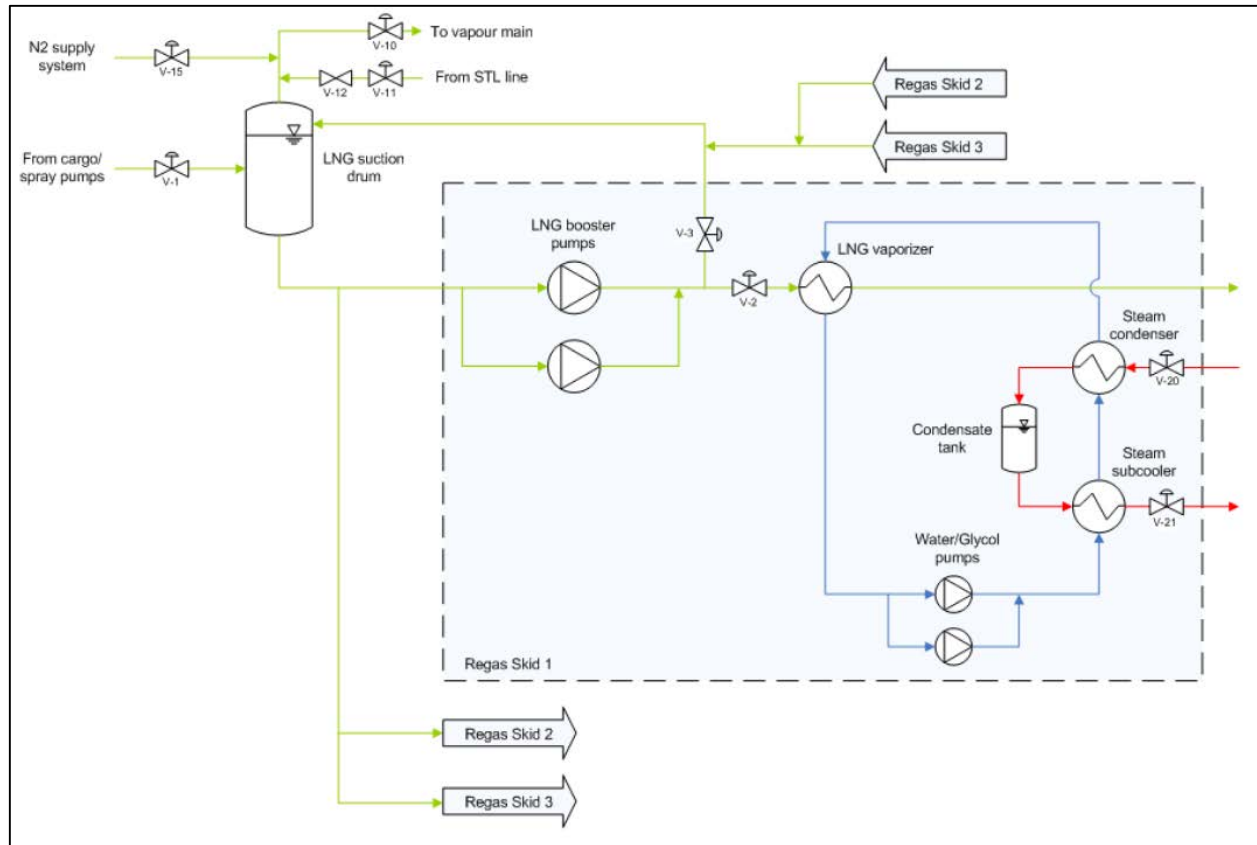 N2 supply
system
V-15
V-10
To vapour main
V-12
V-11
From STL line
From cargo/
spray pumps
V-1
LNG suction
drum
Regas Skid 2
Regas Skid 3
LNG booster
pumps
V-3
V-2
LNG vaporizer
Steam
condenser
V-20
Condensate
tank
Steam
subcooler
V-21
Water/Glycol
pumps
Regas Skid 1
Regas Skid 2
Regas Skid 3